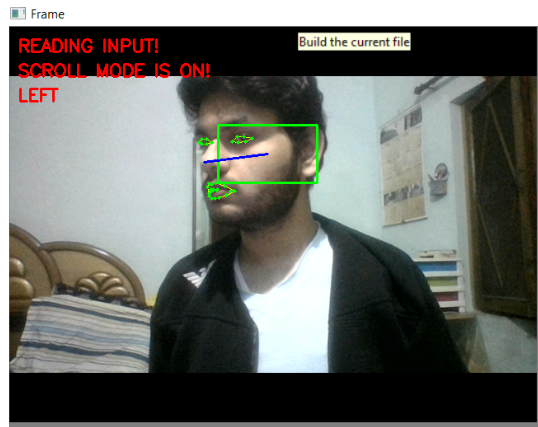 Frame
Build the current file
READING INPUT!
SCROLL MODE IS ON!
LEFT